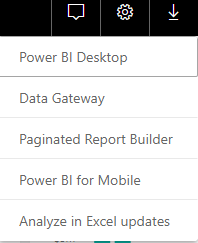 Power BI Desktop
Data Gateway
Paginated Report Builder
Power BI for Mobile
Analyze in Excel updates